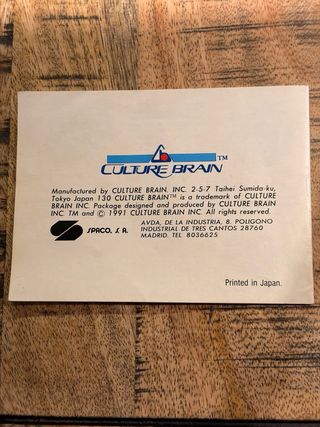 CULTURE BRAIN™
Manufactured by CULTURE BRAIN. INC. 2-5-7 Taihei Sumida-ku,
Tokyo Japan 130 CULTURE BRAIN™ is a trademark of CULTURE
BRAIN INC. Package designed and produced by CULTURE BRAIN
INC. TM and © 1991 CULTURE BRAIN INC. All rights reserved.
SPACO, S.A.
AVDA. DE LA INDUSTRIA, 8. POLIGONO
INDUSTRIAL DE TRES CANTOS 28760
MADRID. TEL 8036625
Printed in Japan.